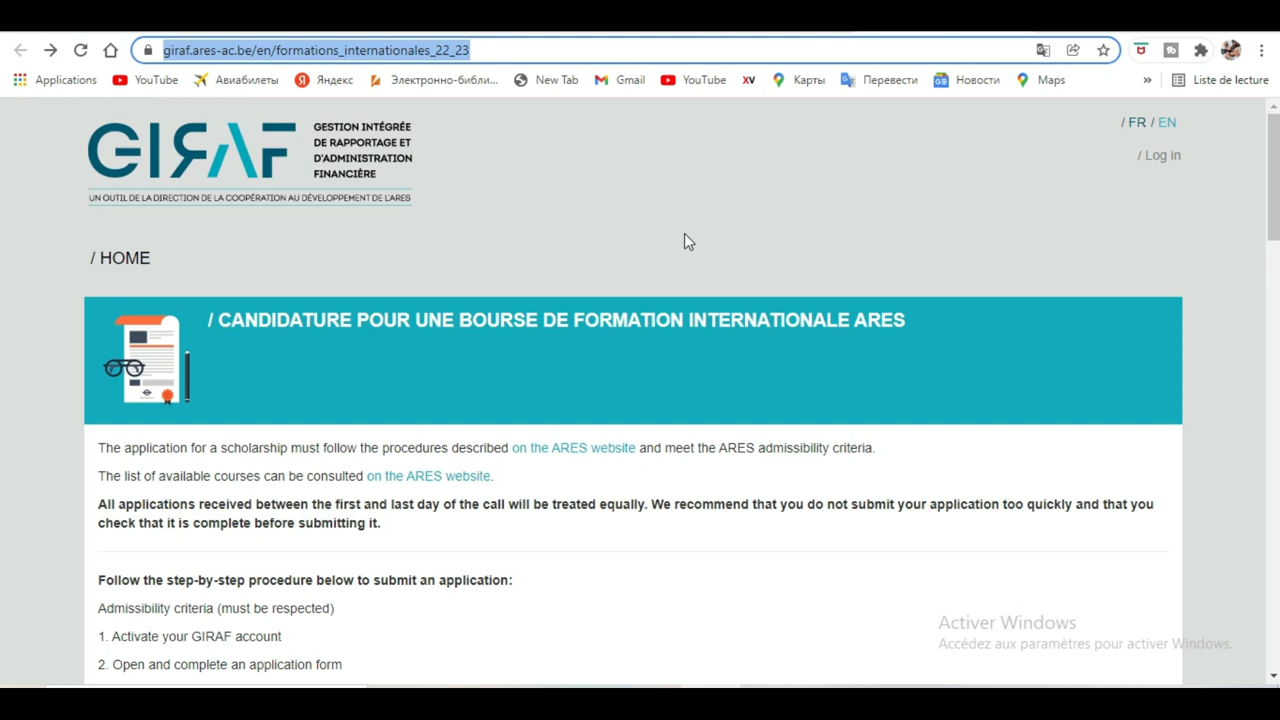 giraf.ares-ac.be/en/formations_internationales_22_23
Applications YouTube Авиабилеты Яндекс Электронно-библи... New Tab Gmail YouTube XV Карты Перевести Новости Maps » Liste de lecture
GIRAF
GESTION INTÉGRÉE
DE RAPPORTAGE ET
D'ADMINISTRATION
FINANCIÈRE
UN OUTIL DE LA DIRECTION DE LA COOPÉRATION AU DÉVELOPPEMENT DE L'ARES
/ FR / EN
/ Log in
/ HOME
/ CANDIDATURE POUR UNE BOURSE DE FORMATION INTERNATIONALE ARES
The application for a scholarship must follow the procedures described on the ARES website and meet the ARES admissibility criteria.
The list of available courses can be consulted on the ARES website.
All applications received between the first and last day of the call will be treated equally. We recommend that you do not submit your application too quickly and that you
check that it is complete before submitting it.
Follow the step-by-step procedure below to submit an application:
Admissibility criteria (must be respected)
1. Activate your GIRAF account
2. Open and complete an application form
Activer Windows
Accédez aux paramètres pour activer Windows.